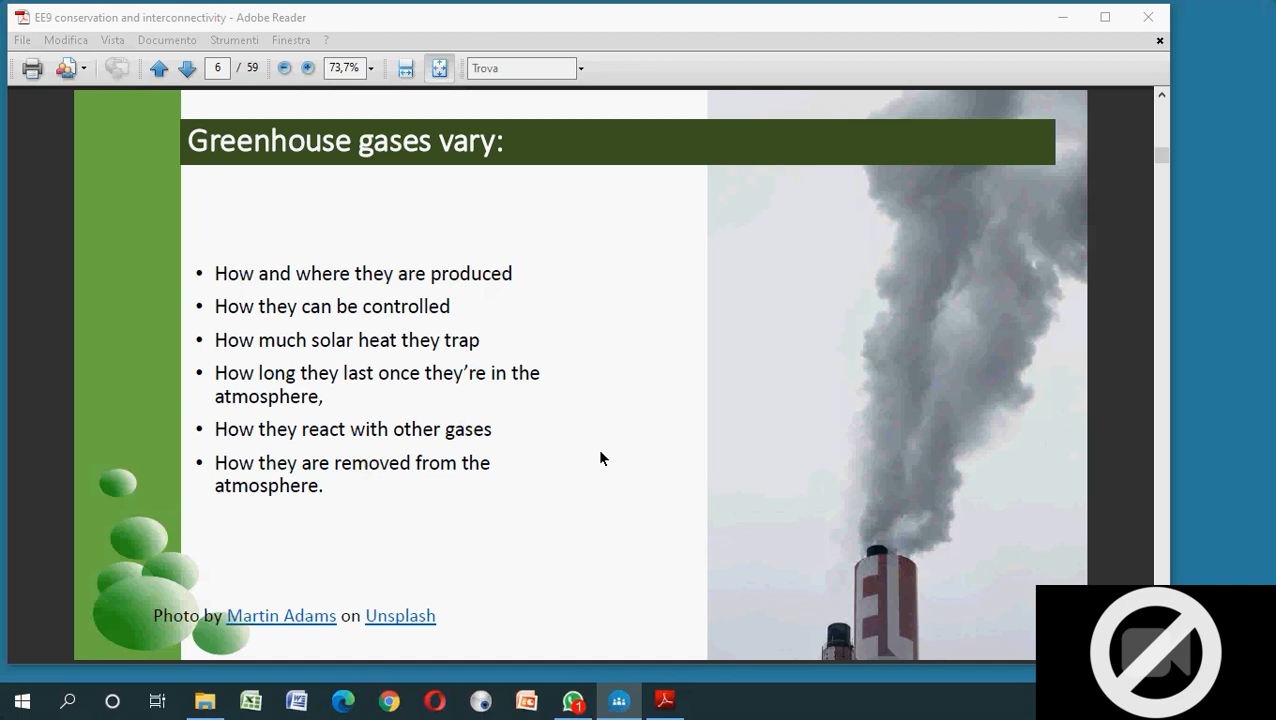 EE9 conservation and interconnectivity - Adobe Reader
File Modifica Vista Documento Strumenti Finestra ?
6 / 59 73,7% Trova
Greenhouse gases vary:
• How and where they are produced
• How they can be controlled
• How much solar heat they trap
• How long they last once they’re in the
atmosphere,
• How they react with other gases
• How they are removed from the
atmosphere.
Photo by Martin Adams on Unsplash
1